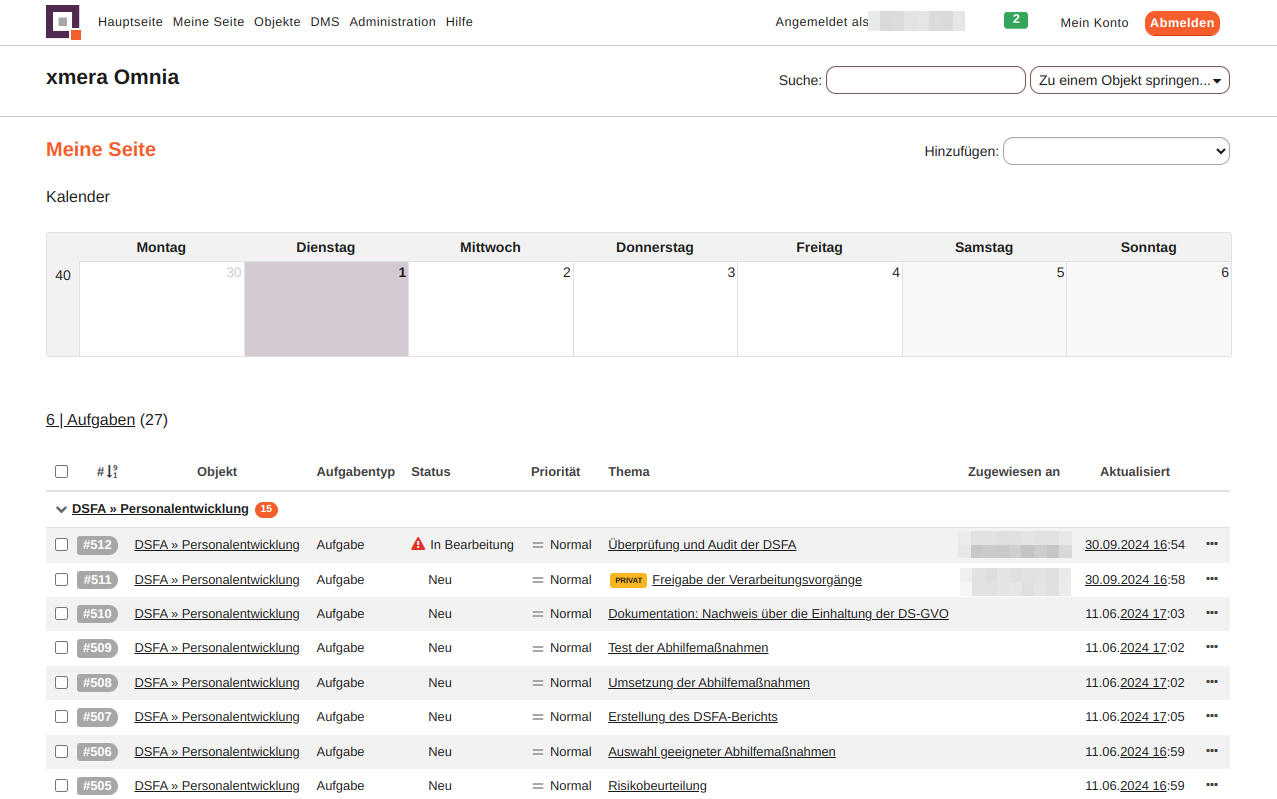 Hauptseite Meine Seite Objekte DMS Administration Hilfe Angemeldet als 2 Mein Konto Abmelden
xmera Omnia Suche: Zu einem Objekt springen...
Meine Seite Hinzufügen:
Kalender
Montag Dienstag Mittwoch Donnerstag Freitag Samstag Sonntag
40 30 1 2 3 4 5 6
6 | Aufgaben (27)
# Objekt Aufgabentyp Status Priorität Thema Zugewiesen an Aktualisiert
DSFA » Personalentwicklung 15
#512 DSFA » Personalentwicklung Aufgabe In Bearbeitung Normal Überprüfung und Audit der DSFA 30.09.2024 16:54
#511 DSFA » Personalentwicklung Aufgabe Neu Normal PRIVAT Freigabe der Verarbeitungsvorgänge 30.09.2024 16:58
#510 DSFA » Personalentwicklung Aufgabe Neu Normal Dokumentation: Nachweis über die Einhaltung der DS-GVO 11.06.2024 17:03
#509 DSFA » Personalentwicklung Aufgabe Neu Normal Test der Abhilfemaßnahmen 11.06.2024 17:02
#508 DSFA » Personalentwicklung Aufgabe Neu Normal Umsetzung der Abhilfemaßnahmen 11.06.2024 17:02
#507 DSFA » Personalentwicklung Aufgabe Neu Normal Erstellung des DSFA-Berichts 11.06.2024 17:05
#506 DSFA » Personalentwicklung Aufgabe Neu Normal Auswahl geeigneter Abhilfemaßnahmen 11.06.2024 16:59
#505 DSFA » Personalentwicklung Aufgabe Neu Normal Risikobeurteilung 11.06.2024 16:59